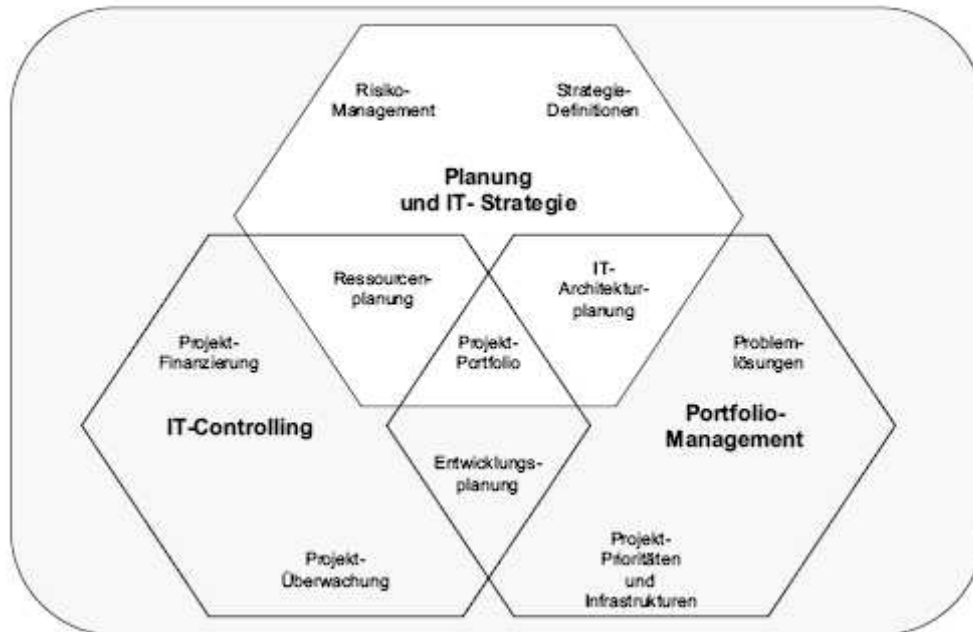 Risiko-
Management
Strategie-
Definitionen
Planung
und IT- Strategie
Ressourcen-
planung
IT-
Architektur-
planung
Projekt-
Finanzierung
Projekt-
Portfolio
Problem-
lösungen
IT-Controlling
Portfolio-
Management
Entwicklungs-
planung
Projekt-
Überwachung
Projekt-
Prioritäten
und
Infrastrukturen